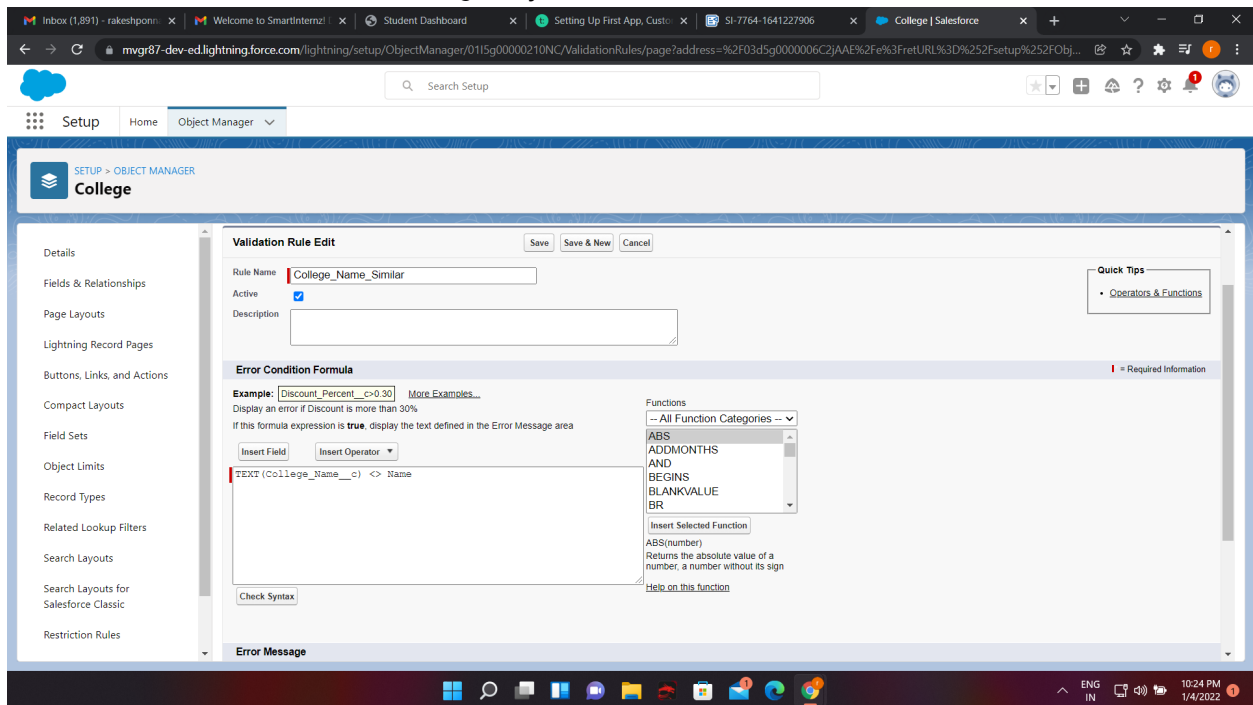 Inbox (1,891) - rakeshponn
Welcome to SmartInternz!
Student Dashboard
Setting Up First App, Custo
SI-7764-1641227906
College | Salesforce
mvgr87-dev-ed.lightning.force.com/lightning/setup/ObjectManager/01I5g00000210NC/ValidationRules/page?address=%2F03d5g0000006C2jAAE%2Fe%3FretURL%3D%252Fsetup%252FObj...
Search Setup
1
Setup
Home
Object Manager
SETUP > OBJECT MANAGER
College
Details
Fields & Relationships
Page Layouts
Lightning Record Pages
Buttons, Links, and Actions
Compact Layouts
Field Sets
Object Limits
Record Types
Related Lookup Filters
Search Layouts
Search Layouts for
Salesforce Classic
Restriction Rules
Validation Rule Edit
Save
Save & New
Cancel
Rule Name
College_Name_Similar
Active
Description
Quick Tips
• Operators & Functions
Error Condition Formula
= Required Information
Example: Discount_Percent__c>0.30 More Examples...
Display an error if Discount is more than 30%
If this formula expression is true, display the text defined in the Error Message area
Insert Field
Insert Operator
TEXT(College_Name__c) <> Name
Check Syntax
Functions
-- All Function Categories --
ABS
ADDMONTHS
AND
BEGINS
BLANKVALUE
BR
Insert Selected Function
ABS(number)
Returns the absolute value of a
number, a number without its sign
Help on this function
Error Message
ENG
IN
10:24 PM
1/4/2022
1